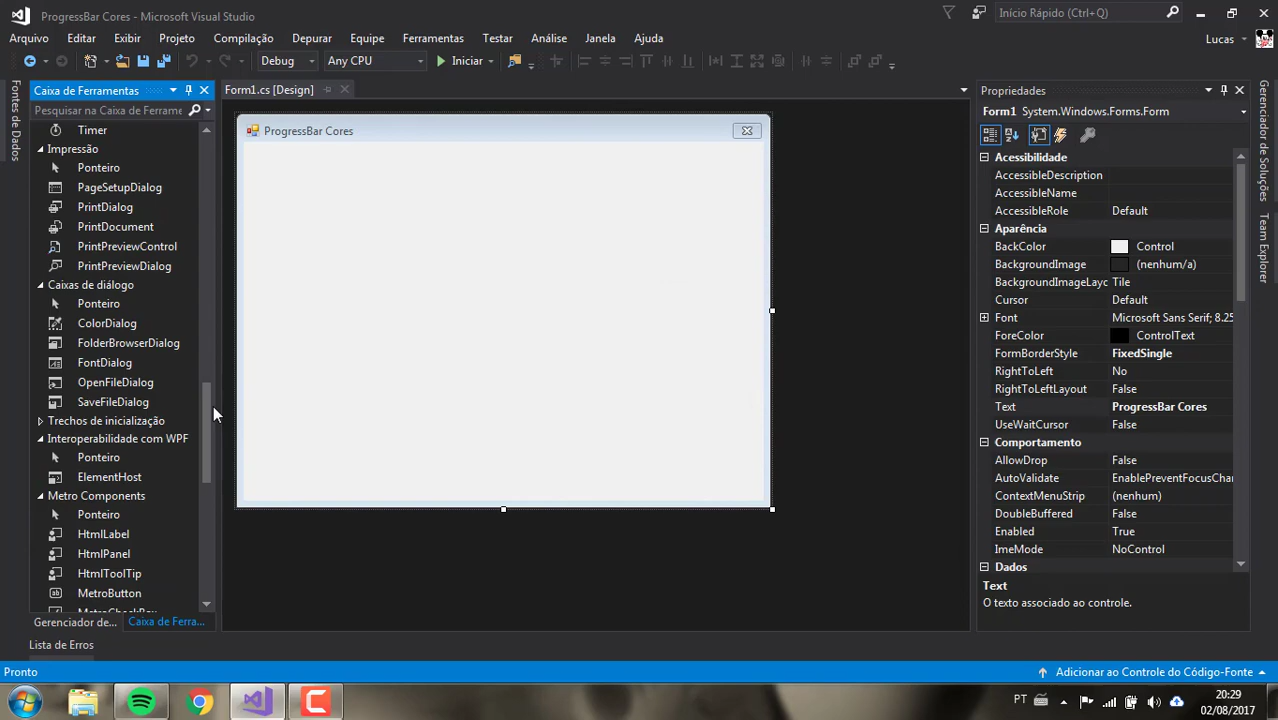 ProgressBar Cores - Microsoft Visual Studio
Início Rápido (Ctrl+Q)
Arquivo Editar Exibir Projeto Compilação Depurar Equipe Ferramentas Testar Análise Janela Ajuda
Lucas
Debug Any CPU Iniciar
Fontes de Dados
Caixa de Ferramentas
Pesquisar na Caixa de Ferrame
Timer
Impressão
Ponteiro
PageSetupDialog
PrintDialog
PrintDocument
PrintPreviewControl
PrintPreviewDialog
Caixas de diálogo
Ponteiro
ColorDialog
FolderBrowserDialog
FontDialog
OpenFileDialog
SaveFileDialog
Trechos de inicialização
Interoperabilidade com WPF
Ponteiro
ElementHost
Metro Components
Ponteiro
HtmlLabel
HtmlPanel
HtmlToolTip
MetroButton
MetroCheckBox
Gerenciador de... Caixa de Ferra...
Form1.cs [Design]
ProgressBar Cores
Propriedades
Form1 System.Windows.Forms.Form
Acessibilidade
AccessibleDescription
AccessibleName
AccessibleRole Default
Aparência
BackColor Control
BackgroundImage (nenhum/a)
BackgroundImageLayc Tile
Cursor Default
Font Microsoft Sans Serif; 8.25
ForeColor ControlText
FormBorderStyle FixedSingle
RightToLeft No
RightToLeftLayout False
Text ProgressBar Cores
UseWaitCursor False
Comportamento
AllowDrop False
AutoValidate EnablePreventFocusChar
ContextMenuStrip (nenhum)
DoubleBuffered False
Enabled True
ImeMode NoControl
Dados
Text
O texto associado ao controle.
Gerenciador de Soluções
Team Explorer
Lista de Erros
Pronto
Adicionar ao Controle do Código-Fonte
PT
20:29
02/08/2017